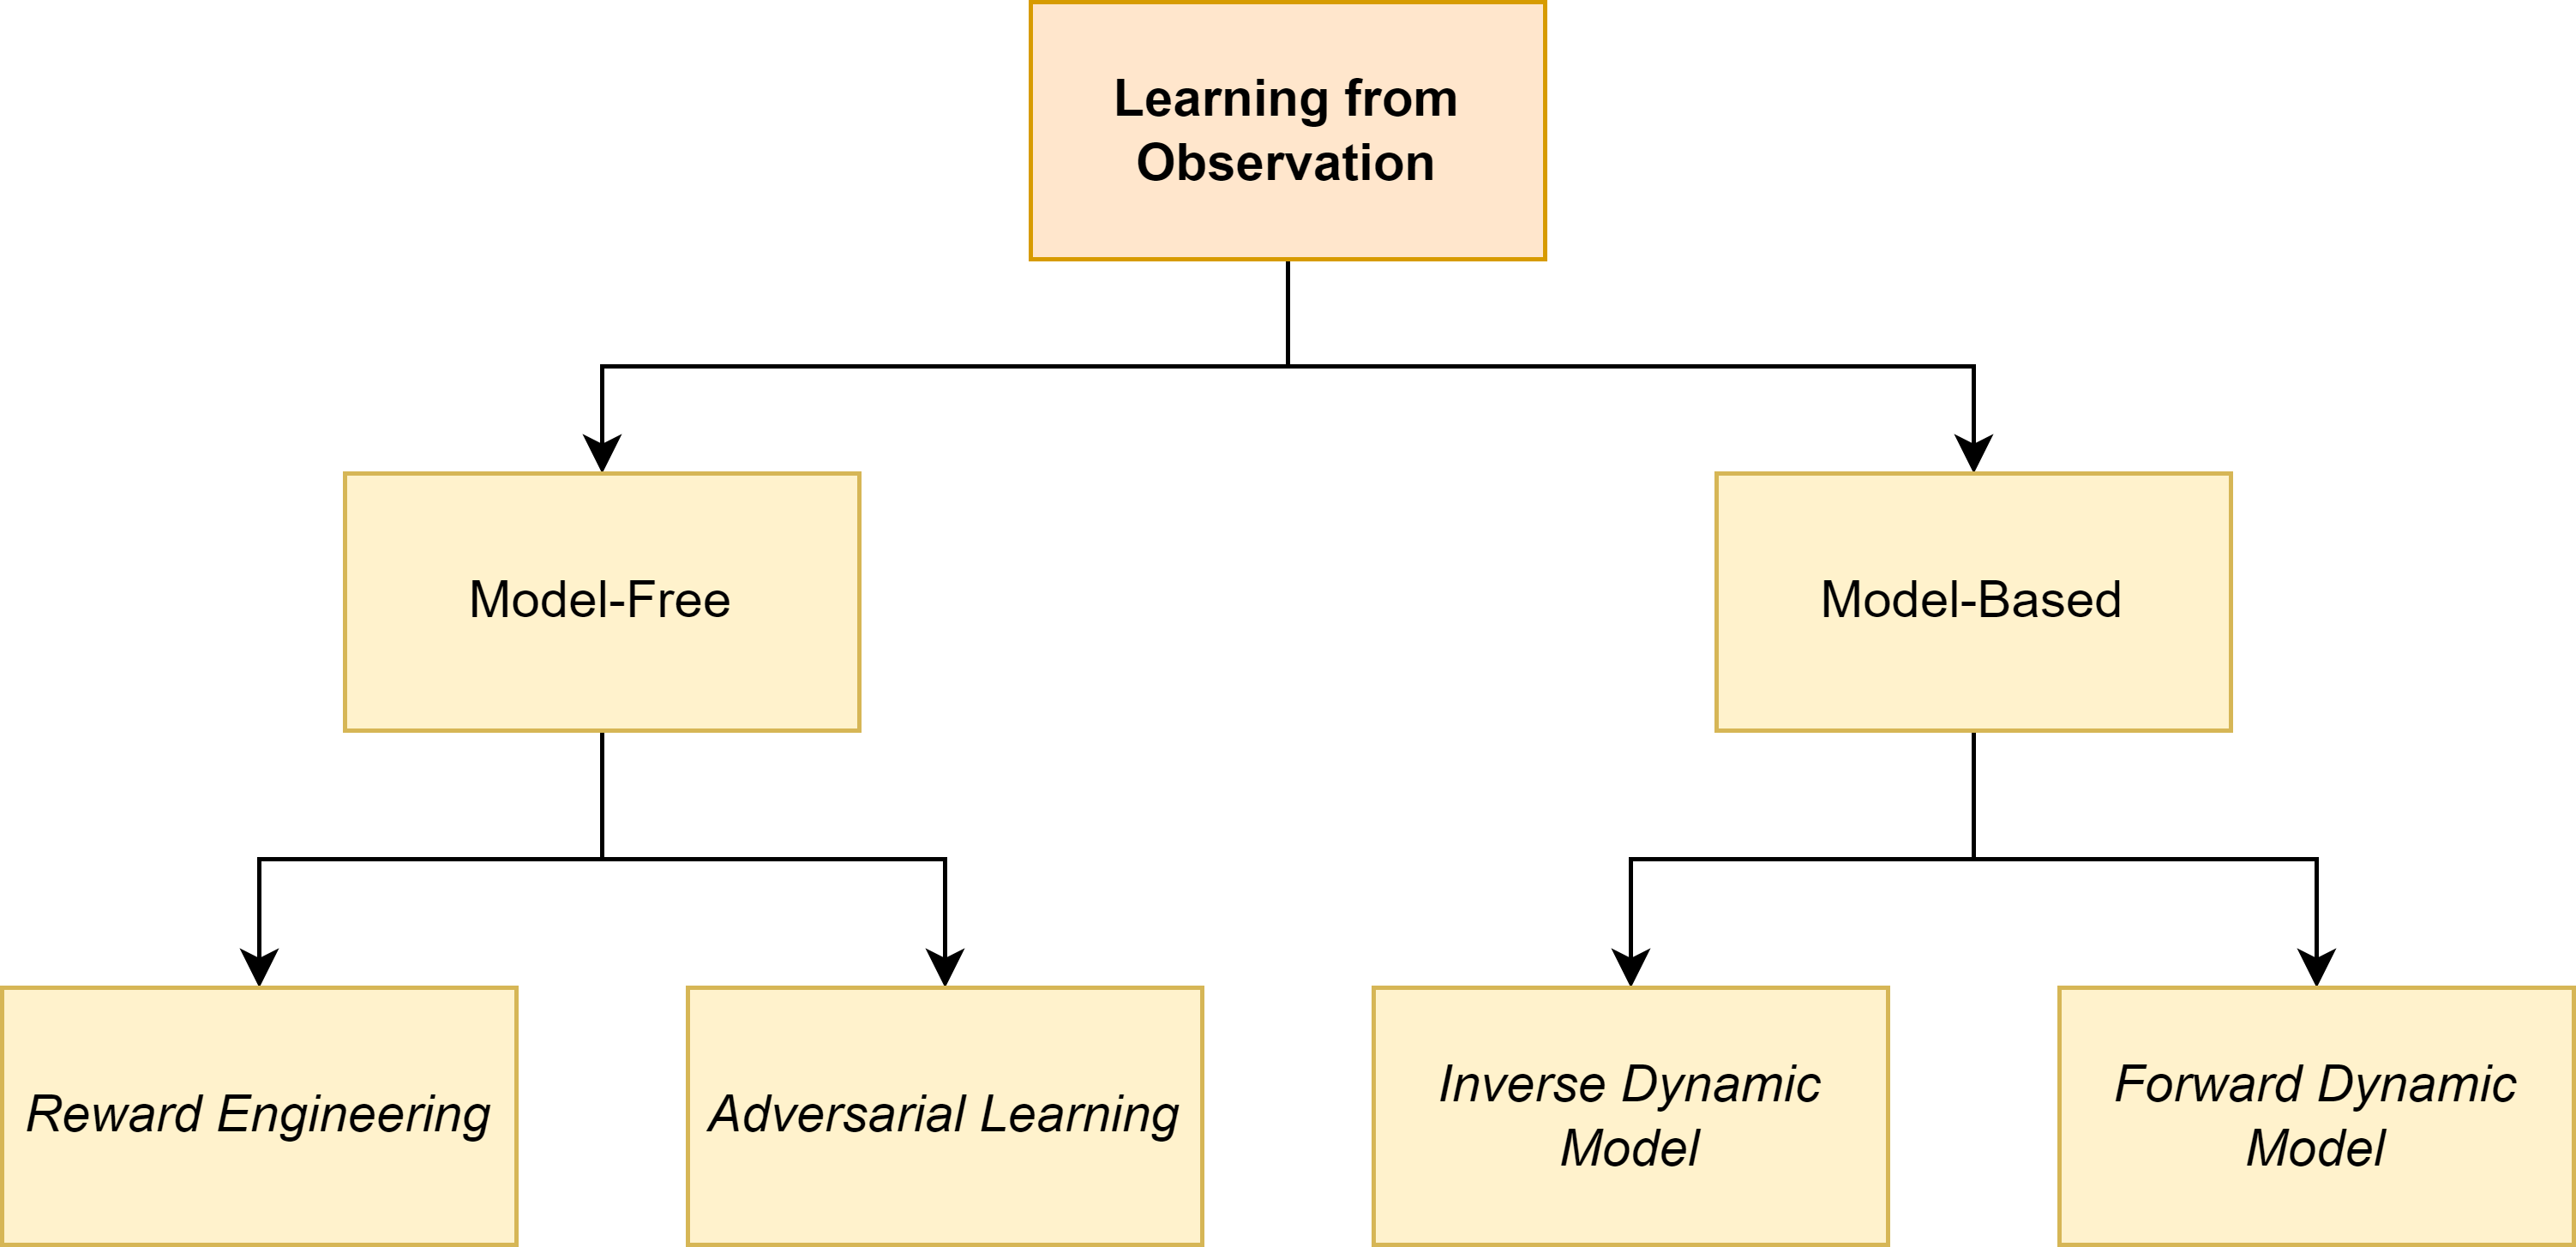 Learning from
Observation
Model-Free
Model-Based
Reward Engineering
Adversarial Learning
Inverse Dynamic
Model
Forward Dynamic
Model